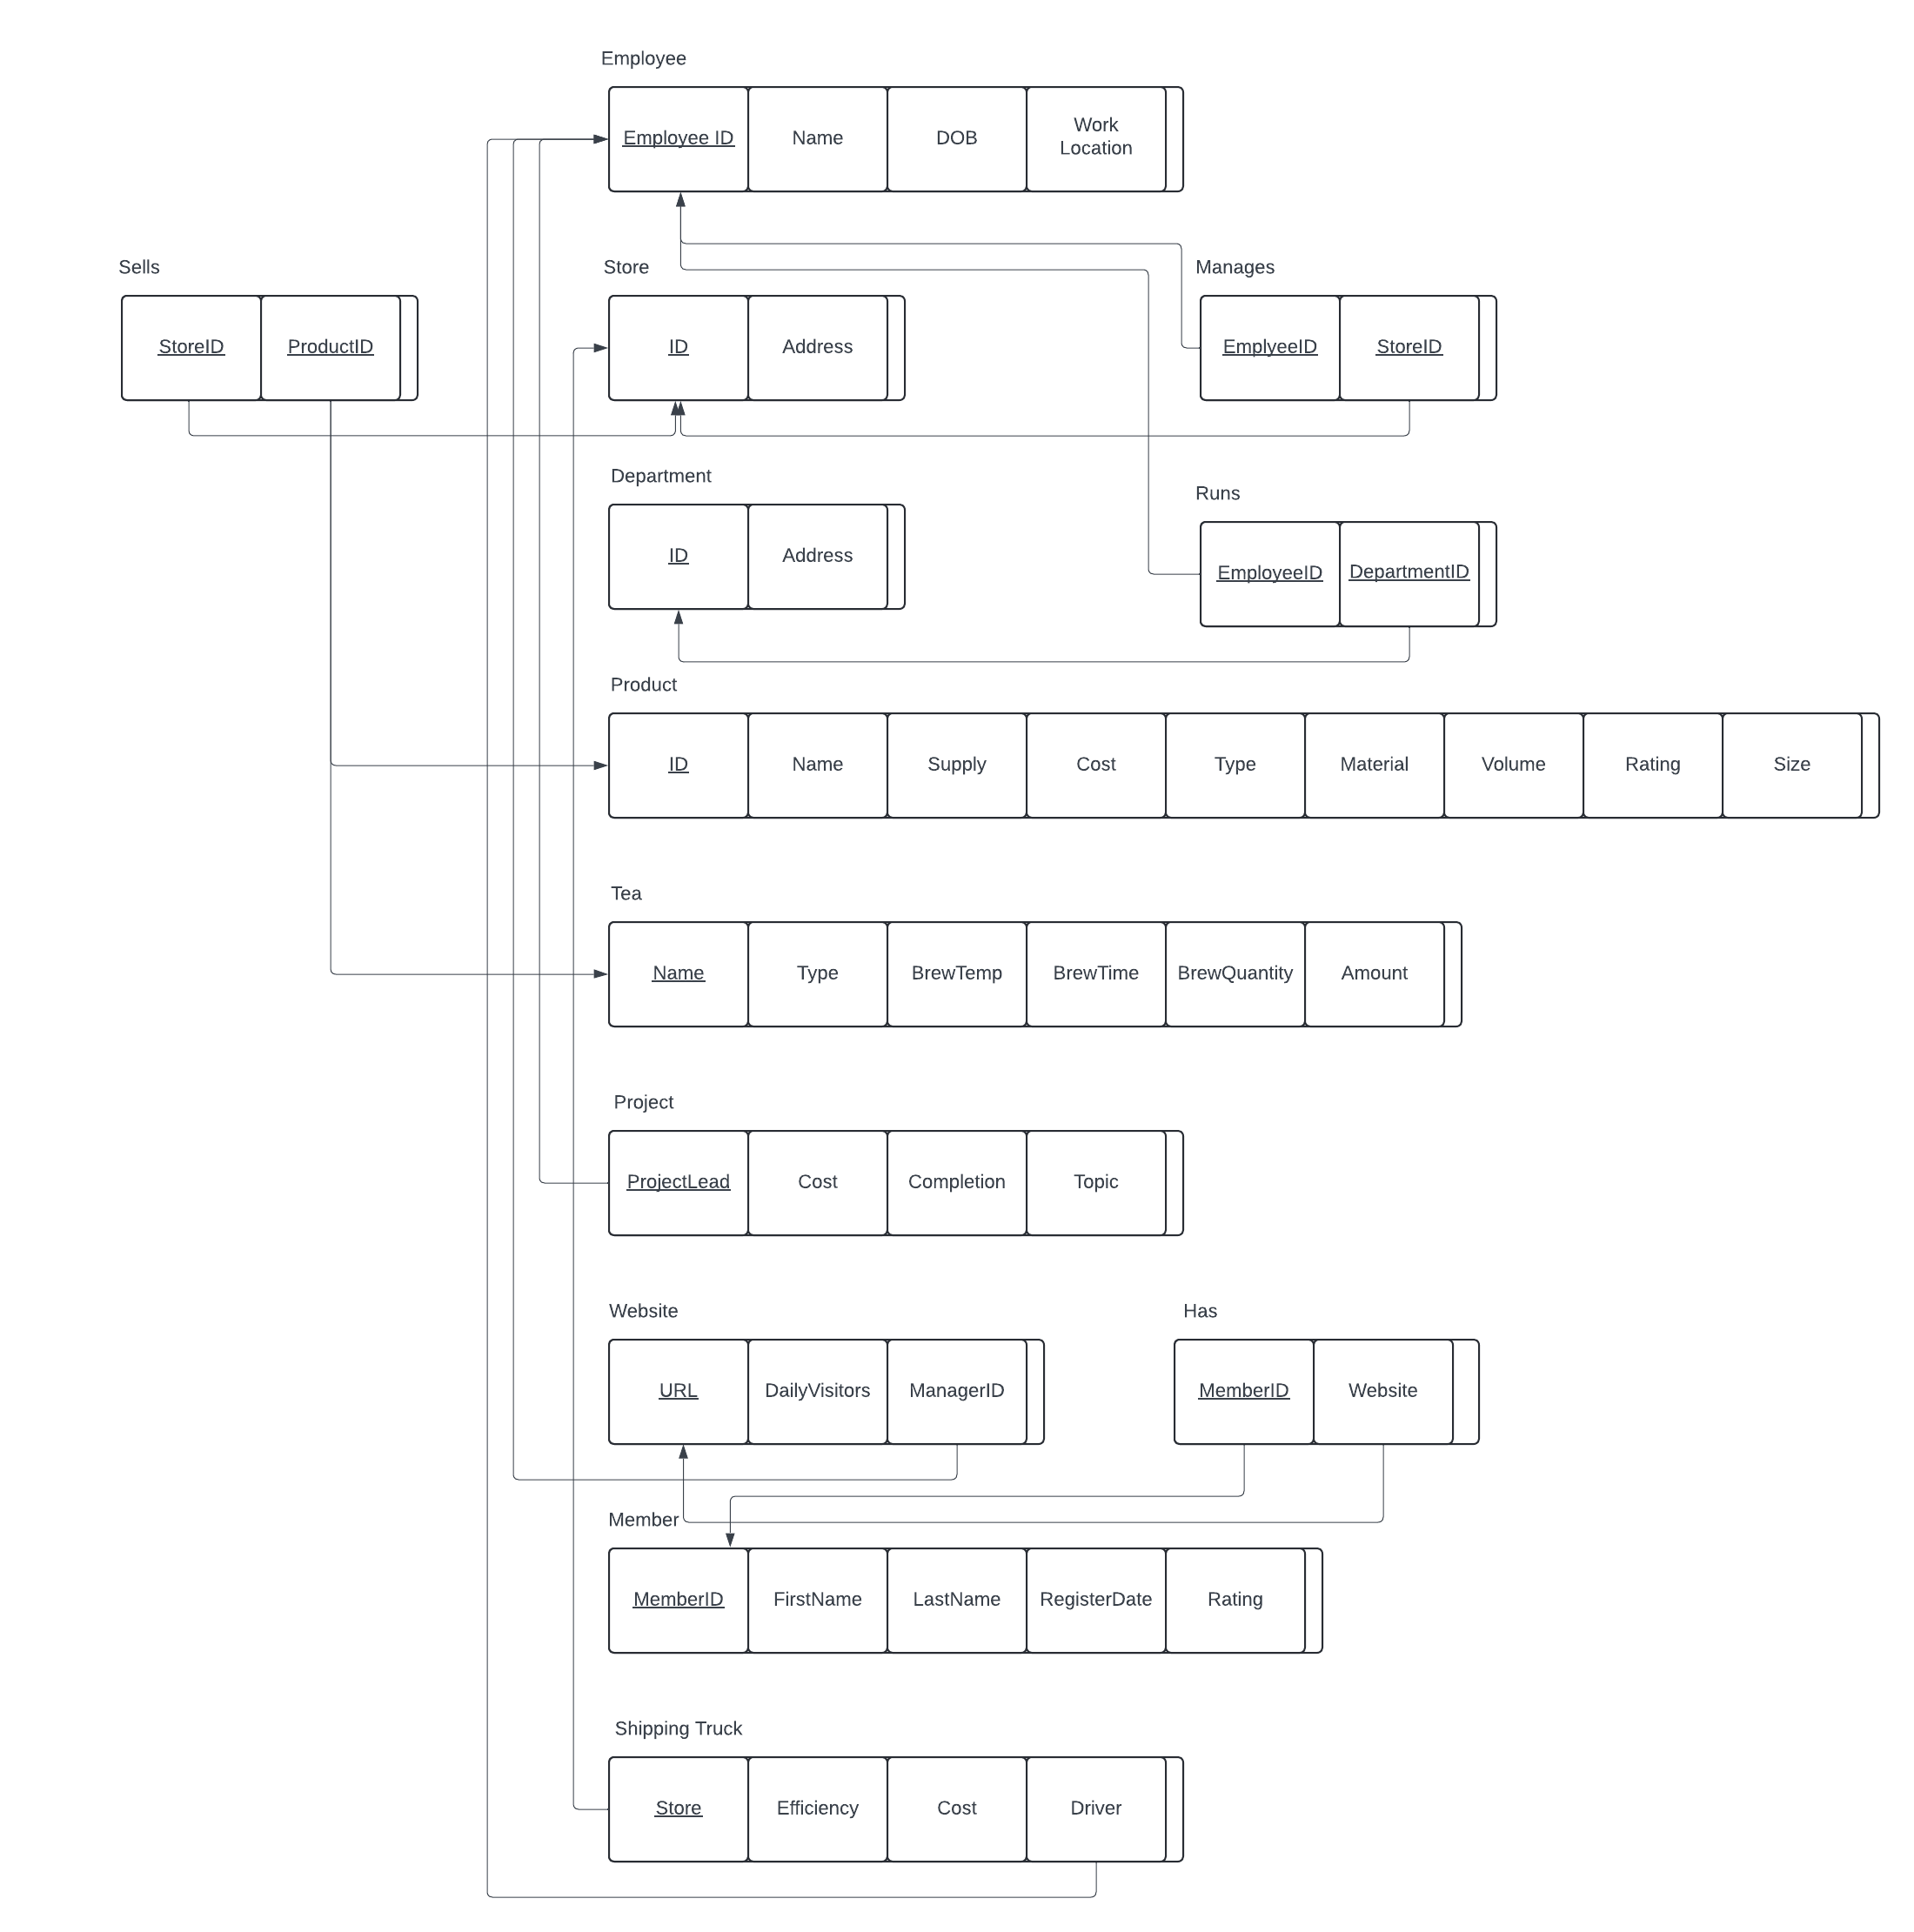 Employee
Employee ID
Name
DOB
Work
Location
Sells
StoreID
ProductID
Store
ID
Address
Manages
EmplyeeID
StoreID
Department
ID
Address
Runs
EmployeeID
DepartmentID
Product
ID
Name
Supply
Cost
Type
Material
Volume
Rating
Size
Tea
Name
Type
BrewTemp
BrewTime
BrewQuantity
Amount
Project
ProjectLead
Cost
Completion
Topic
Website
URL
DailyVisitors
ManagerID
Has
MemberID
Website
Member
MemberID
FirstName
LastName
RegisterDate
Rating
Shipping Truck
Store
Efficiency
Cost
Driver